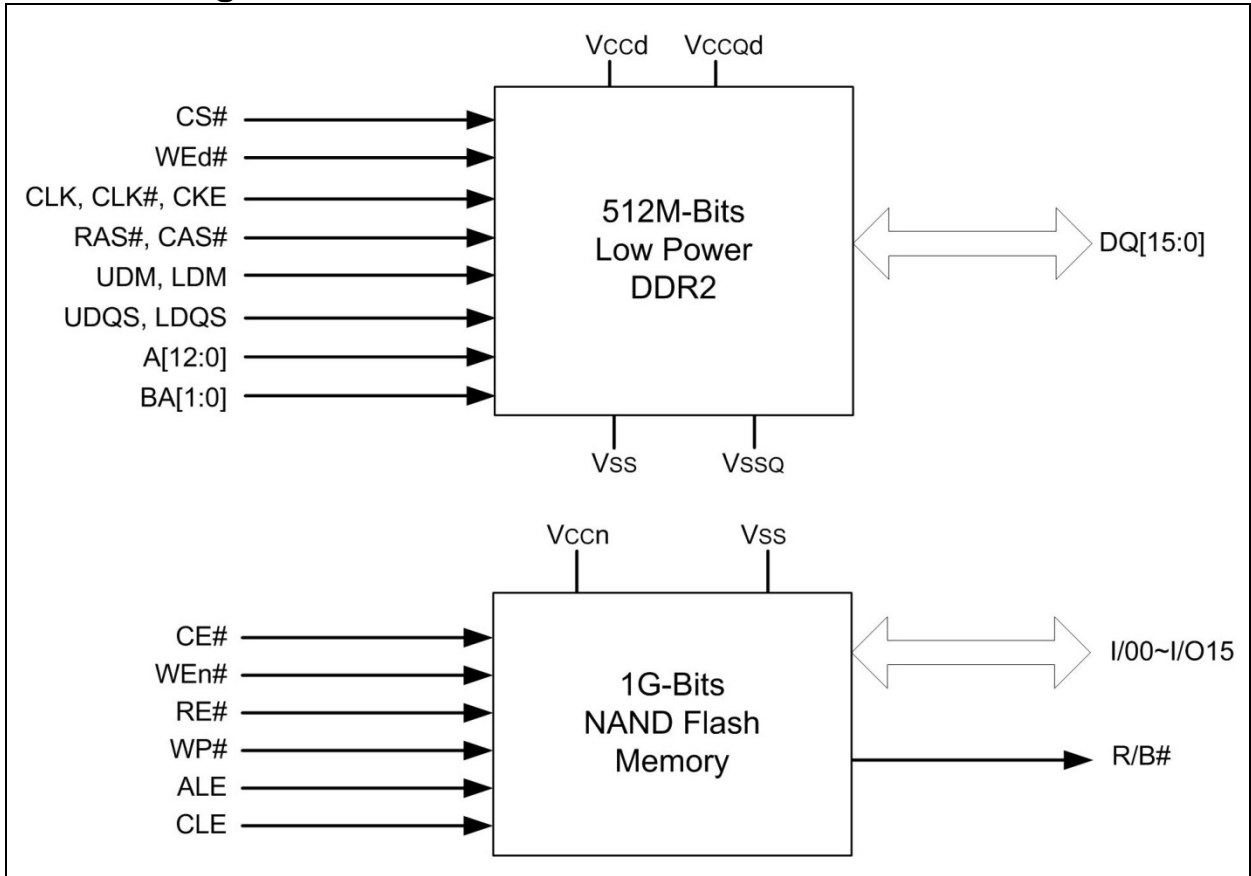 VCCd VCCQd
CS#
WEd#
CLK, CLK#, CKE
RAS#, CAS#
UDM, LDM
UDQS, LDQS
A[12:0]
BA[1:0]
512M-Bits
Low Power
DDR2
DQ[15:0]
VSS VSSQ
VCCn VSS
CE#
WEn#
RE#
WP#
ALE
CLE
1G-Bits
NAND Flash
Memory
I/00~I/O15
R/B#